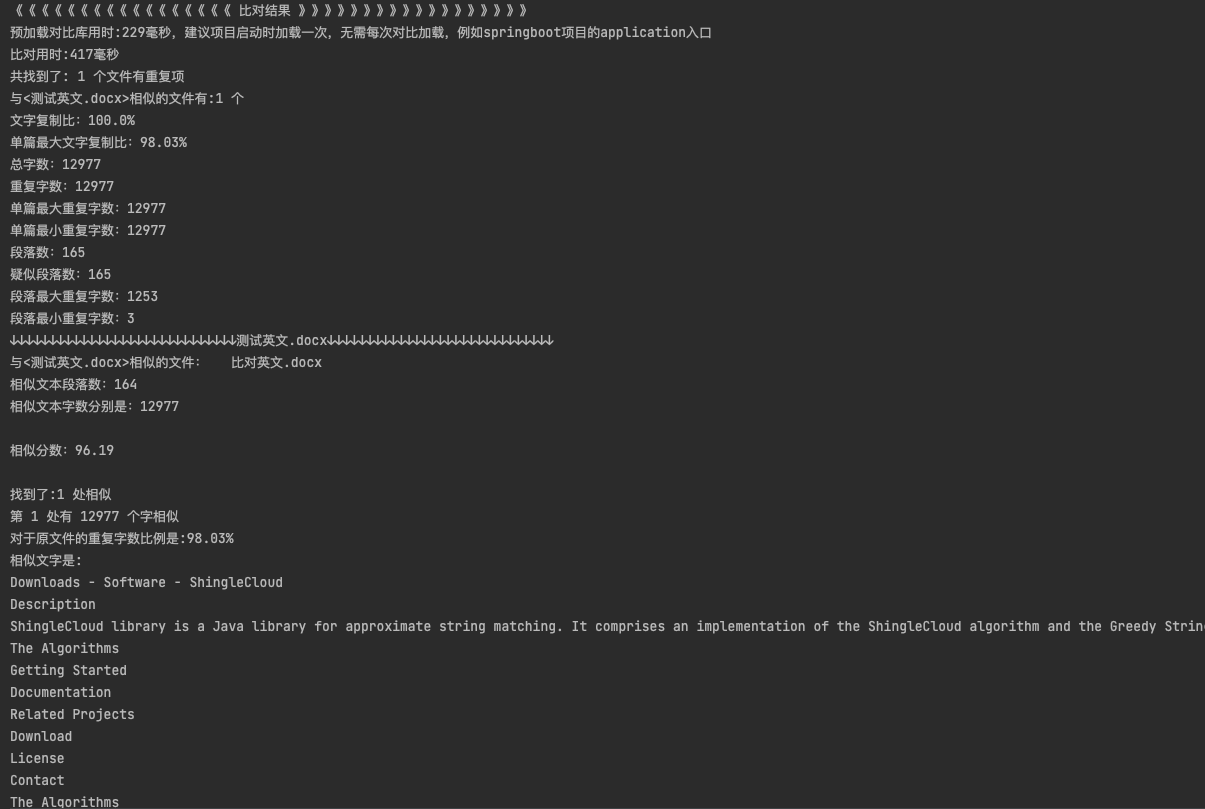 《《《《《《《《《《《《《《《《《 比对结果 》》》》》》》》》》》》》》》》》》
预加载对比库用时:229毫秒，建议项目启动时加载一次，无需每次对比加载，例如springboot项目的application入口
比对用时:417毫秒
共找到了: 1 个文件有重复项
与<测试英文.docx>相似的文件有:1 个
文字复制比: 100.0%
单篇最大文字复制比: 98.03%
总字数: 12977
重复字数: 12977
单篇最大重复字数: 12977
单篇最小重复字数: 12977
段落数: 165
疑似段落数: 165
段落最大重复字数: 1253
段落最小重复字数: 3
↓↓↓↓↓↓↓↓↓↓↓↓↓↓↓↓↓↓↓↓↓↓↓↓↓↓↓↓↓测试英文.docx↓↓↓↓↓↓↓↓↓↓↓↓↓↓↓↓↓↓↓↓↓↓↓↓↓↓↓↓↓
与<测试英文.docx>相似的文件: 比对英文.docx
相似文本段落数: 164
相似文本字数分别是: 12977
相似分数: 96.19
找到了:1 处相似
第 1 处有 12977 个字相似
对于原文件的重复字数比例是:98.03%
相似文字是:
Downloads - Software - ShingleCloud
Description
ShingleCloud library is a Java library for approximate string matching. It comprises an implementation of the ShingleCloud algorithm and the Greedy Strin
The Algorithms
Getting Started
Documentation
Related Projects
Download
License
Contact
The Algorithms